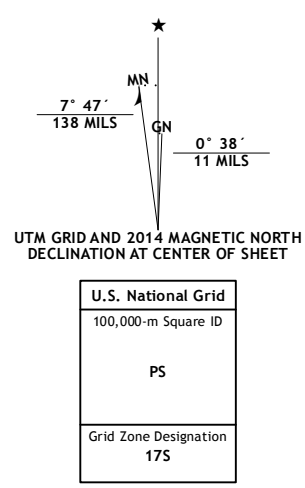 ★
MN
GN
7° 47´
138 MILS
0° 38´
11 MILS
UTM GRID AND 2014 MAGNETIC NORTH
DECLINATION AT CENTER OF SHEET
U.S. National Grid
100,000-m Square ID
PS
Grid Zone Designation
17S